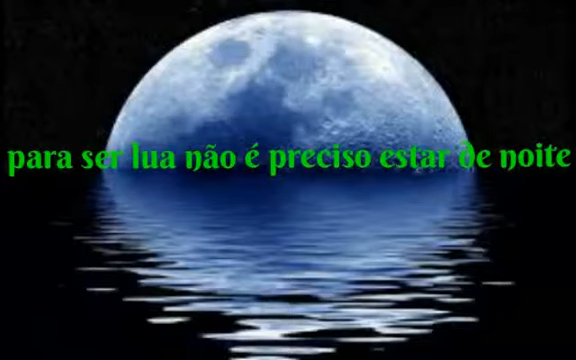 para ser lua não é preciso estar de noite